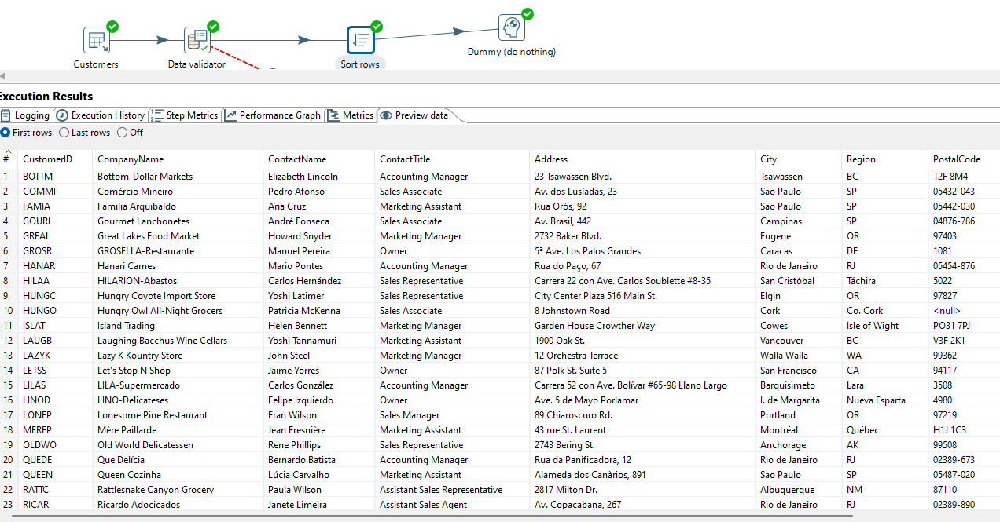 Customers Data validator Sort rows Dummy (do nothing)
Execution Results
Logging Execution History Step Metrics Performance Graph Metrics Preview data
First rows Last rows Off
# CustomerID CompanyName ContactName ContactTitle Address City Region PostalCode
1 BOTTM Bottom-Dollar Markets Elizabeth Lincoln Accounting Manager 23 Tsawassen Blvd. Tsawassen BC T2F 8M4
2 COMMI Comércio Mineiro Pedro Afonso Sales Associate Av. dos Lusíadas, 23 Sao Paulo SP 05432-043
3 FAMIA Familia Arquibaldo Aria Cruz Marketing Assistant Rua Orós, 92 Sao Paulo SP 05442-030
4 GOURL Gourmet Lanchonetes André Fonseca Sales Associate Av. Brasil, 442 Campinas SP 04876-786
5 GREAL Great Lakes Food Market Howard Snyder Marketing Manager 2732 Baker Blvd. Eugene OR 97403
6 GROSR GROSELLA-Restaurante Manuel Pereira Owner 5ª Ave. Los Palos Grandes Caracas DF 1081
7 HANAR Hanari Carnes Mario Pontes Accounting Manager Rua do Paço, 67 Rio de Janeiro RJ 05454-876
8 HILAA HILARION-Abastos Carlos Hernández Sales Representative Carrera 22 con Ave. Carlos Soublette #8-35 San Cristóbal Táchira 5022
9 HUNGC Hungry Coyote Import Store Yoshi Latimer Sales Representative City Center Plaza 516 Main St. Elgin OR 97827
10 HUNGO Hungry Owl All-Night Grocers Patricia McKenna Sales Associate 8 Johnstown Road Cork Co. Cork <null>
11 ISLAT Island Trading Helen Bennett Marketing Manager Garden House Crowther Way Cowes Isle of Wight PO31 7PJ
12 LAUGB Laughing Bacchus Wine Cellars Yoshi Tannamuri Marketing Assistant 1900 Oak St. Vancouver BC V3F 2K1
13 LAZYK Lazy K Kountry Store John Steel Marketing Manager 12 Orchestra Terrace Walla Walla WA 99362
14 LETSS Let's Stop N Shop Jaime Yorres Owner 87 Polk St. Suite 5 San Francisco CA 94117
15 LILAS LILA-Supermercado Carlos González Accounting Manager Carrera 52 con Ave. Bolívar #65-98 Llano Largo Barquisimeto Lara 3508
16 LINOD LINO-Delicateses Felipe Izquierdo Owner Ave. 5 de Mayo Porlamar I. de Margarita Nueva Esparta 4980
17 LONEP Lonesome Pine Restaurant Fran Wilson Sales Manager 89 Chiaroscuro Rd. Portland OR 97219
18 MEREP Mère Paillarde Jean Fresnière Marketing Assistant 43 rue St. Laurent Montréal Québec H1J 1C3
19 OLDWO Old World Delicatessen Rene Phillips Sales Representative 2743 Bering St. Anchorage AK 99508
20 QUEDE Que Delícia Bernardo Batista Accounting Manager Rua da Panificadora, 12 Rio de Janeiro RJ 02389-673
21 QUEEN Queen Cozinha Lúcia Carvalho Marketing Assistant Alameda dos Canàrios, 891 Sao Paulo SP 05487-020
22 RATTC Rattlesnake Canyon Grocery Paula Wilson Assistant Sales Representative 2817 Milton Dr. Albuquerque NM 87110
23 RICAR Ricardo Adocicados Janete Limeira Assistant Sales Agent Av. Copacabana, 267 Rio de Janeiro RJ 02389-890